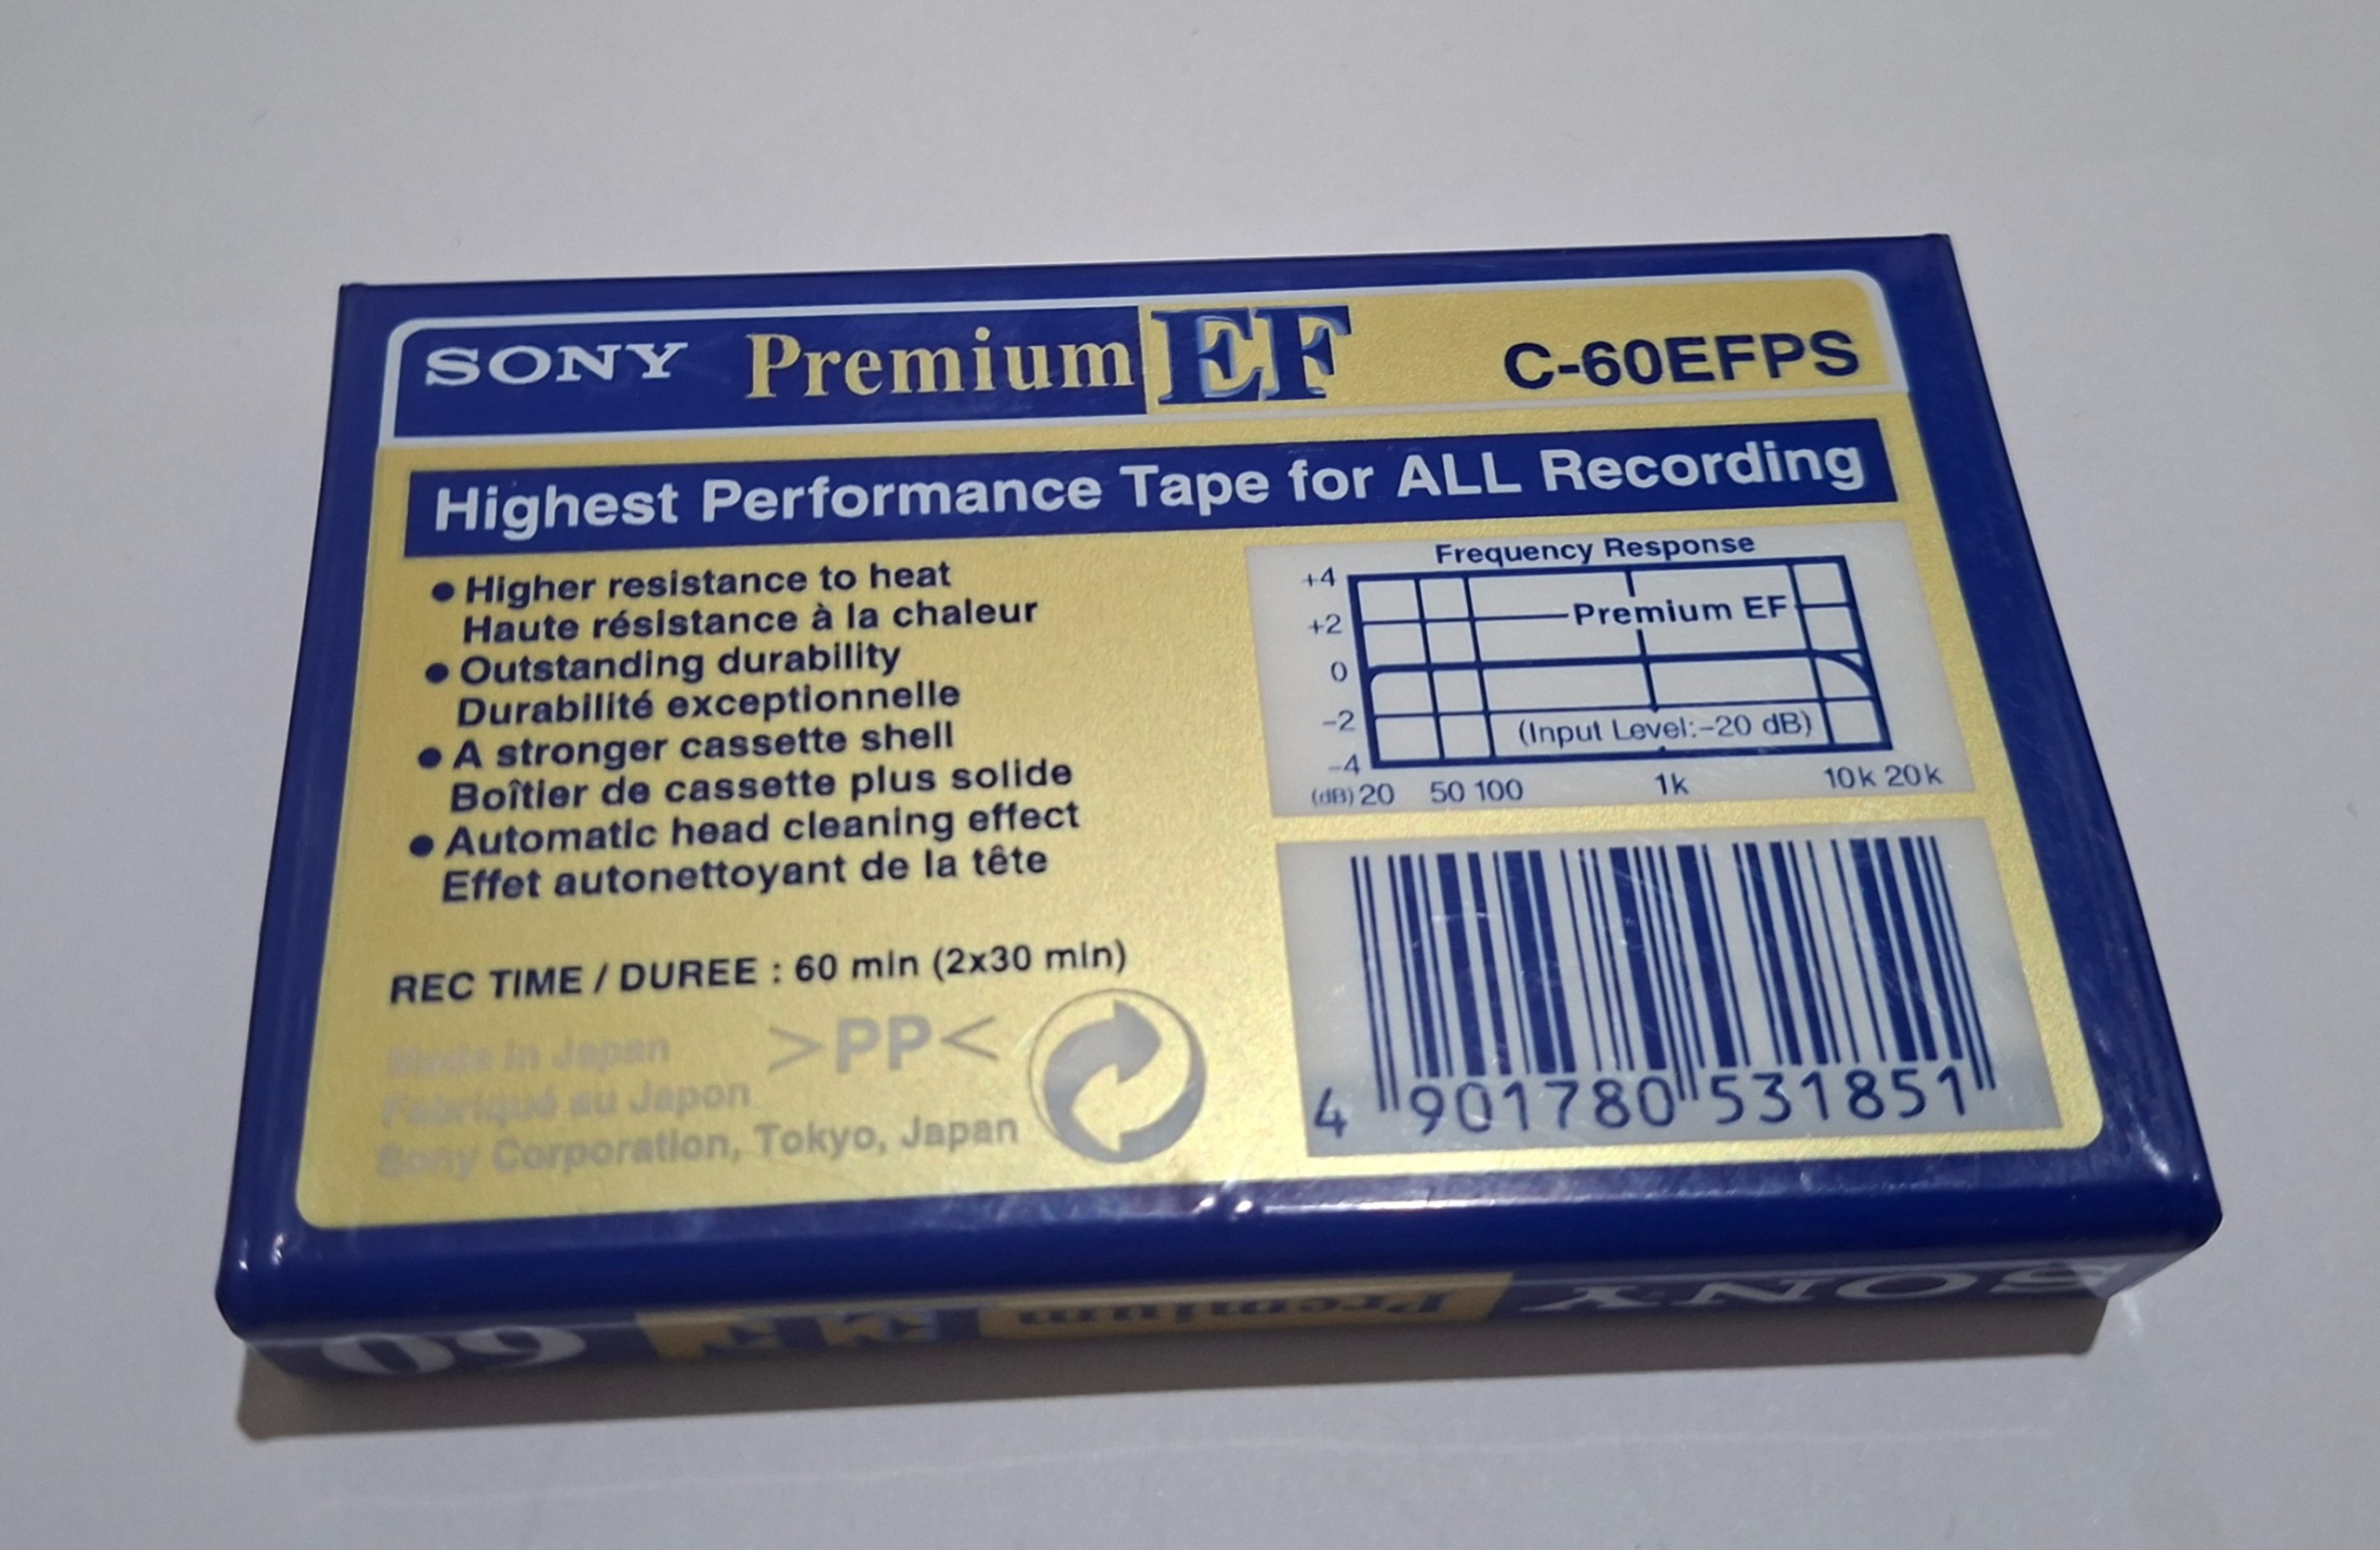 SONY Premium EF C-60EFPS
Highest Performance Tape for ALL Recording
● Higher resistance to heat
Haute résistance à la chaleur
● Outstanding durability
Durabilité exceptionnelle
● A stronger cassette shell
Boîtier de cassette plus solide
● Automatic head cleaning effect
Effet autonettoyant de la tête
REC TIME / DUREE : 60 min (2x30 min)
Made in Japan
Fabriqué au Japon
>PP<
Sony Corporation, Tokyo, Japan
Frequency Response
+4
+2
0
-2
-4
Premium EF
(Input Level:-20 dB)
(dB) 20 50 100 1k 10k 20k
4 901780 531851
SONY Premium EF 60